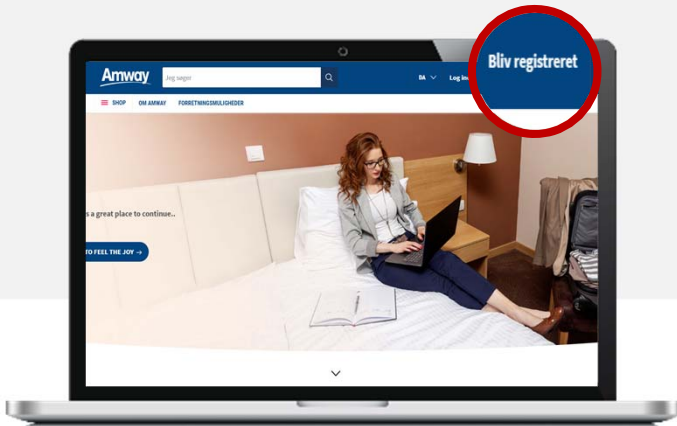 Bliv registreret
Amway
Jeg søger
DA
Log ind
SHOP
OM AMWAY
FORRETNINGSMULIGHEDER
s a great place to continue..
TO FEEL THE JOY →